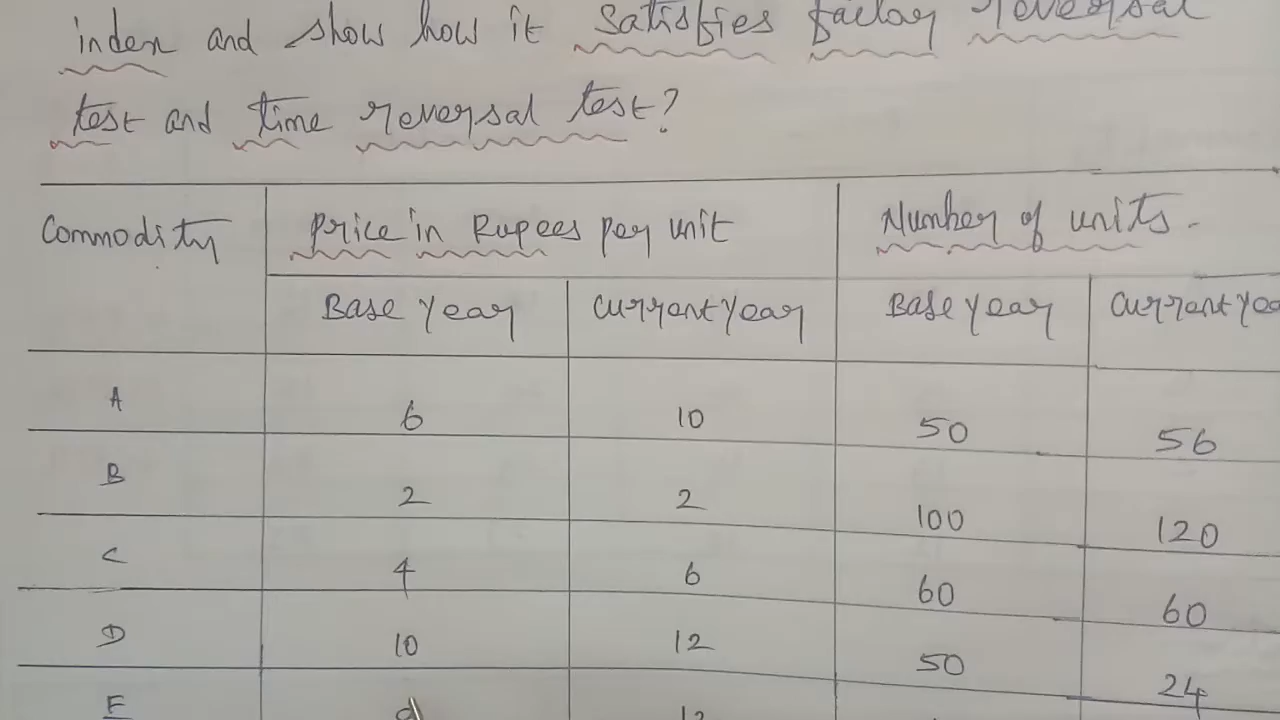 index and show how it satisfies factor reversal
test and time reversal test?
Commodity Price in Rupees per unit Number of units.
Base year Current year Base year
A 6 10 50 56
B 2 2 100 120
C 4 6 60 60
D 10 12 50 24
E 12